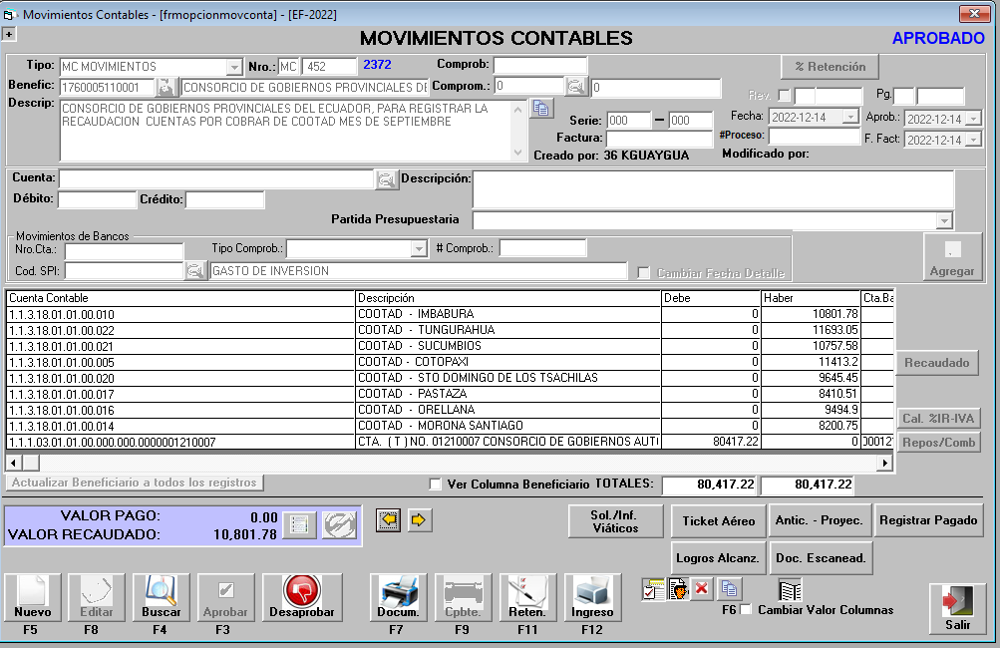 Movimientos Contables - [frmopcionmovconta] - [EF-2022]
+
MOVIMIENTOS CONTABLES
APROBADO
Tipo: MC MOVIMIENTOS Nro.: MC 452 2372 Comprob: % Retención
Benefic: 1760005110001 CONSORCIO DE GOBIERNOS PROVINCIALES DE Comprom.: 0 0
Rev. Pg.
Descrip: CONSORCIO DE GOBIERNOS PROVINCIALES DEL ECUADOR, PARA REGISTRAR LA
RECAUDACION CUENTAS POR COBRAR DE COOTAD MES DE SEPTIEMBRE
Serie: 000 – 000 Fecha: 2022-12-14 Aprob.: 2022-12-14
Factura: #Proceso: F. Fact: 2022-12-14
Creado por: 36 KGUAYGUA Modificado por:
Cuenta: Descripción:
Débito: Crédito:
Partida Presupuestaria
Movimientos de Bancos
Nro.Cta.: Tipo Comprob.: # Comprob.:
Cod. SPI: GASTO DE INVERSION Cambiar Fecha Detalle Agregar
Cuenta Contable Descripción Debe Haber Cta.Ba
1.1.3.18.01.01.00.010 COOTAD - IMBABURA 0 10801.78
1.1.3.18.01.01.00.022 COOTAD - TUNGURAHUA 0 11693.05
1.1.3.18.01.01.00.021 COOTAD - SUCUMBIOS 0 10757.58
1.1.3.18.01.01.00.005 COOTAD - COTOPAXI 0 11413.2
1.1.3.18.01.01.00.020 COOTAD - STO DOMINGO DE LOS TSACHILAS 0 9645.45
1.1.3.18.01.01.00.017 COOTAD - PASTAZA 0 8410.51
1.1.3.18.01.01.00.016 COOTAD - ORELLANA 0 9494.9
1.1.3.18.01.01.00.014 COOTAD - MORONA SANTIAGO 0 8200.75
1.1.1.03.01.01.00.000.000.0000001210007 CTA. ( T ) NO. 01210007 CONSORCIO DE GOBIERNOS AUT 80417.22 0
Recaudado
Cal. %IR-IVA
Repos/Comb
Actualizar Beneficiario a todos los registros Ver Columna Beneficiario TOTALES: 80,417.22 80,417.22
VALOR PAGO: 0.00
VALOR RECAUDADO: 10,801.78
Sol./Inf.
Viáticos
Ticket Aéreo Antic. - Proyec. Registrar Pagado
Logros Alcanz. Doc. Escanead.
Nuevo Editar Buscar Aprobar Desaprobar Docum. Cpbte. Reten. Ingreso
F5 F8 F4 F3 F7 F9 F11 F12
F6 Cambiar Valor Columnas
Salir